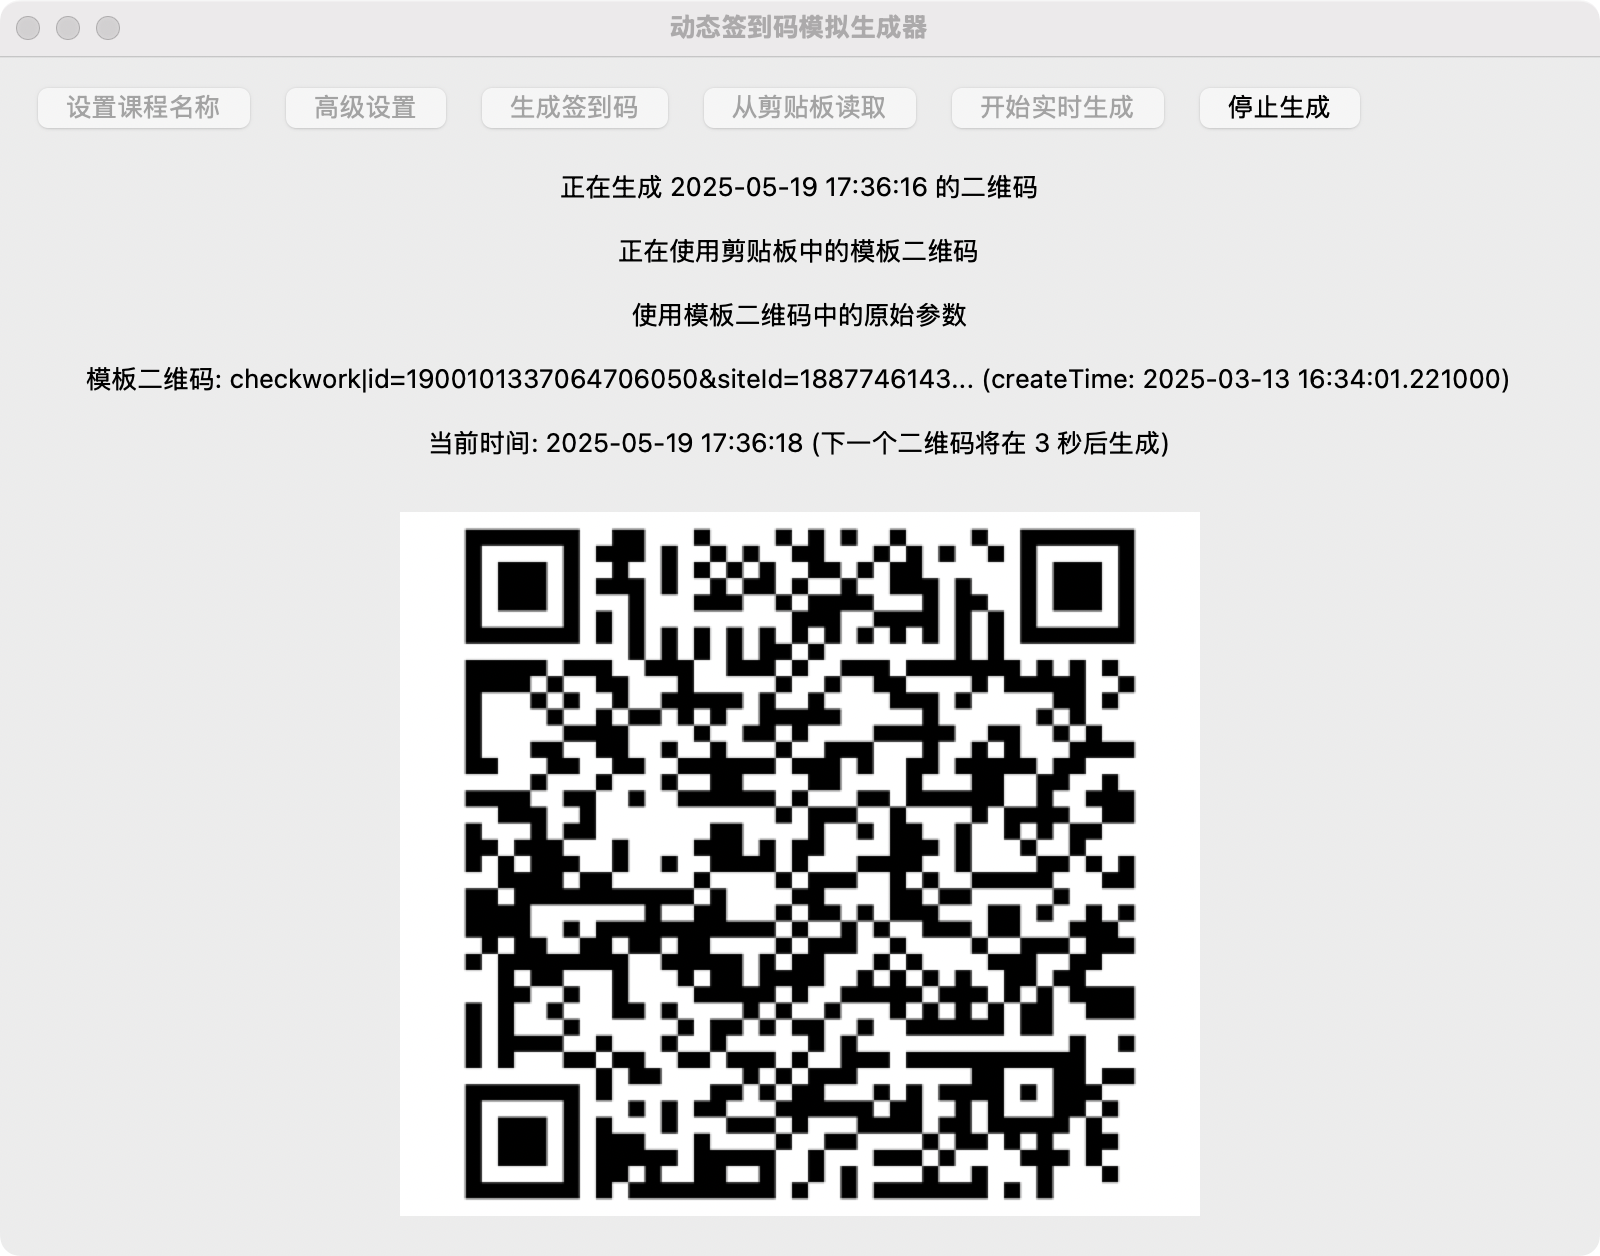 动态签到码模拟生成器
设置课程名称 高级设置 生成签到码 从剪贴板读取 开始实时生成 停止生成
正在生成 2025-05-19 17:36:16 的二维码
正在使用剪贴板中的模板二维码
使用模板二维码中的原始参数
模板二维码: checkwork|id=1900101337064706050&siteId=1887746143... (createTime: 2025-03-13 16:34:01.221000)
当前时间: 2025-05-19 17:36:18 (下一个二维码将在 3 秒后生成)